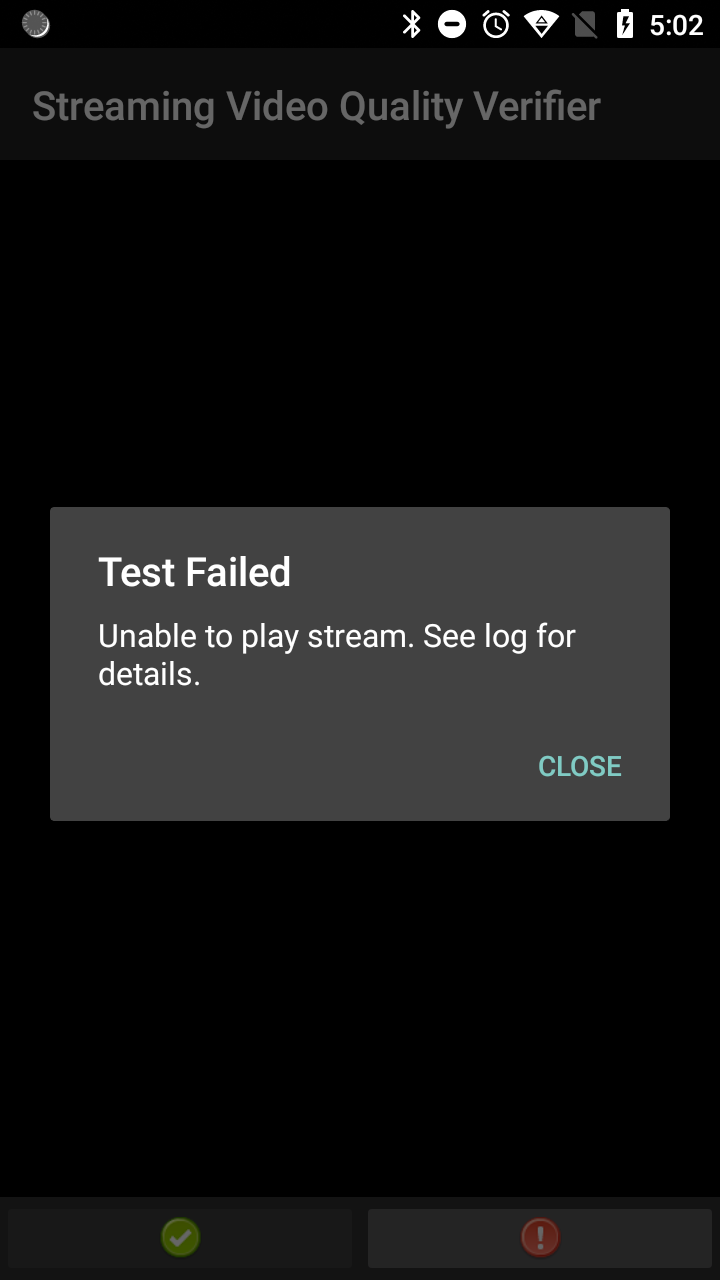 5:02
Streaming Video Quality Verifier
Test Failed
Unable to play stream. See log for
details.
CLOSE